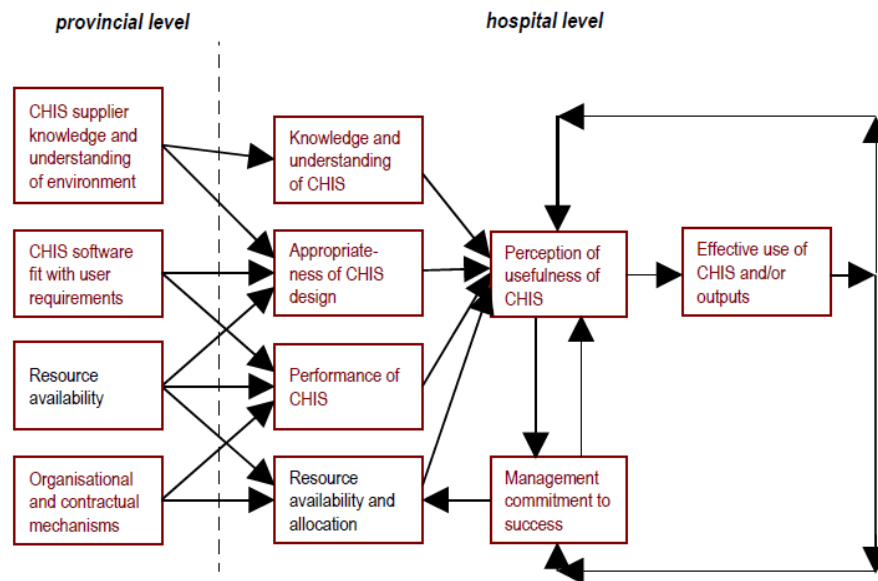 provincial level
hospital level
CHIS supplier
knowledge and
understanding
of environment
Knowledge and
understanding
of CHIS
CHIS software
fit with user
requirements
Appropriate-
ness of CHIS
design
Perception of
usefulness of
CHIS
Effective use of
CHIS and/or
outputs
Resource
availability
Performance of
CHIS
Organisational
and contractual
mechanisms
Resource
availability and
allocation
Management
commitment to
success